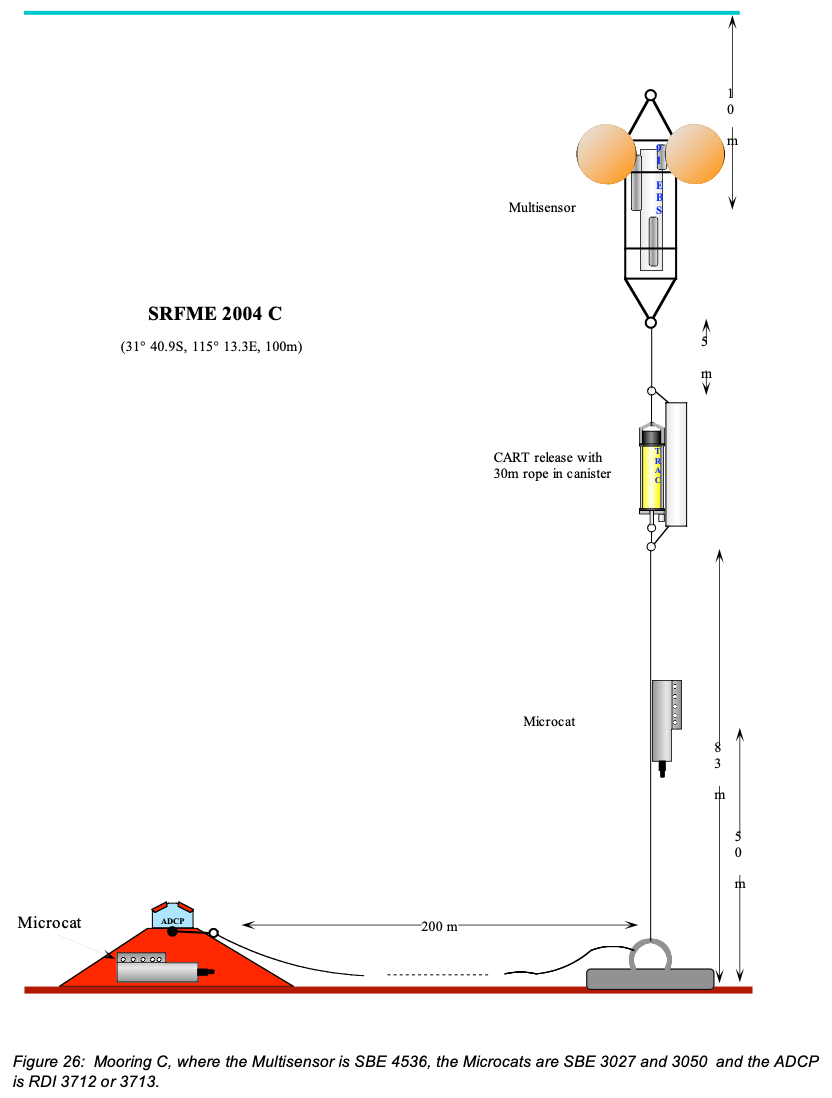 10 m
91 EBS
Multisensor
SRFME 2004 C
(31° 40.9S, 115° 13.3E, 100m)
5 m
CART release with
30m rope in canister
TRAC
Microcat
83 m
50 m
ADCP
Microcat
200 m
Figure 26: Mooring C, where the Multisensor is SBE 4536, the Microcats are SBE 3027 and 3050 and the ADCP
is RDI 3712 or 3713.